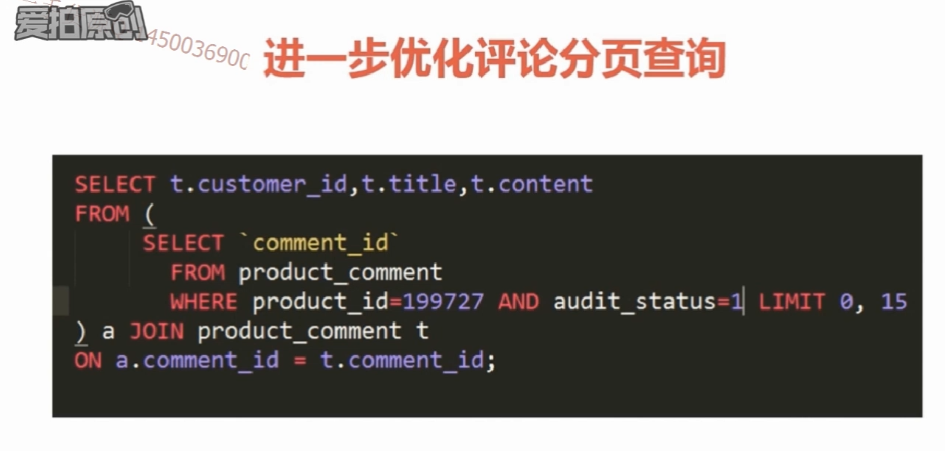 爱拍原创
450036900
进一步优化评论分页查询
SELECT t.customer_id,t.title,t.content
FROM (
SELECT `comment_id`
FROM product_comment
WHERE product_id=199727 AND audit_status=1 LIMIT 0, 15
) a JOIN product_comment t
ON a.comment_id = t.comment_id;